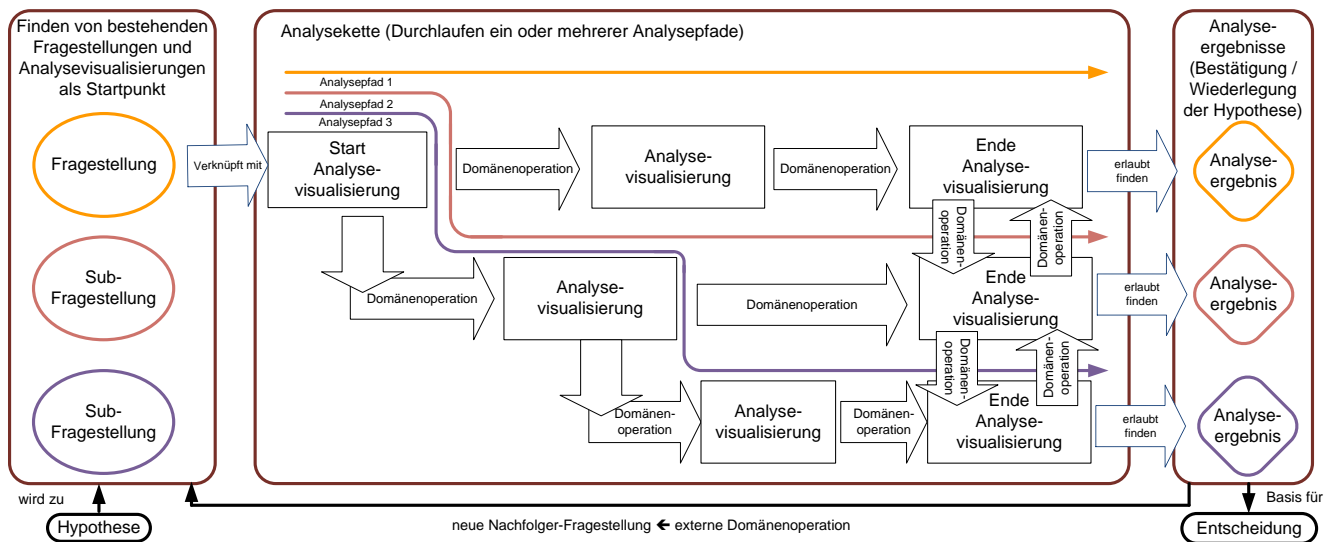 Finden von bestehenden
Fragestellungen und
Analysevisualisierungen
als Startpunkt
Fragestellung
Sub-
Fragestellung
Sub-
Fragestellung
wird zu
Hypothese
Verknüpft mit
Analysekette (Durchlaufen ein oder mehrerer Analysepfade)
Analysepfad 1
Analysepfad 2
Analysepfad 3
Start
Analyse-
visualisierung
Domänenoperation
Analyse-
visualisierung
Domänenoperation
Ende
Analyse-
visualisierung
erlaubt
finden
Domänen-
operation
Domänen-
operation
Domänenoperation
Analyse-
visualisierung
Domänenoperation
Ende
Analyse-
visualisierung
erlaubt
finden
Domänen-
operation
Domänen-
operation
Domänen-
operation
Analyse-
visualisierung
Domänen-
operation
Ende
Analyse-
visualisierung
erlaubt
finden
Analyse-
ergebnisse
(Bestätigung /
Wiederlegung
der Hypothese)
Analyse-
ergebnis
Analyse-
ergebnis
Analyse-
ergebnis
Basis für
Entscheidung
neue Nachfolger-Fragestellung 🡨 externe Domänenoperation